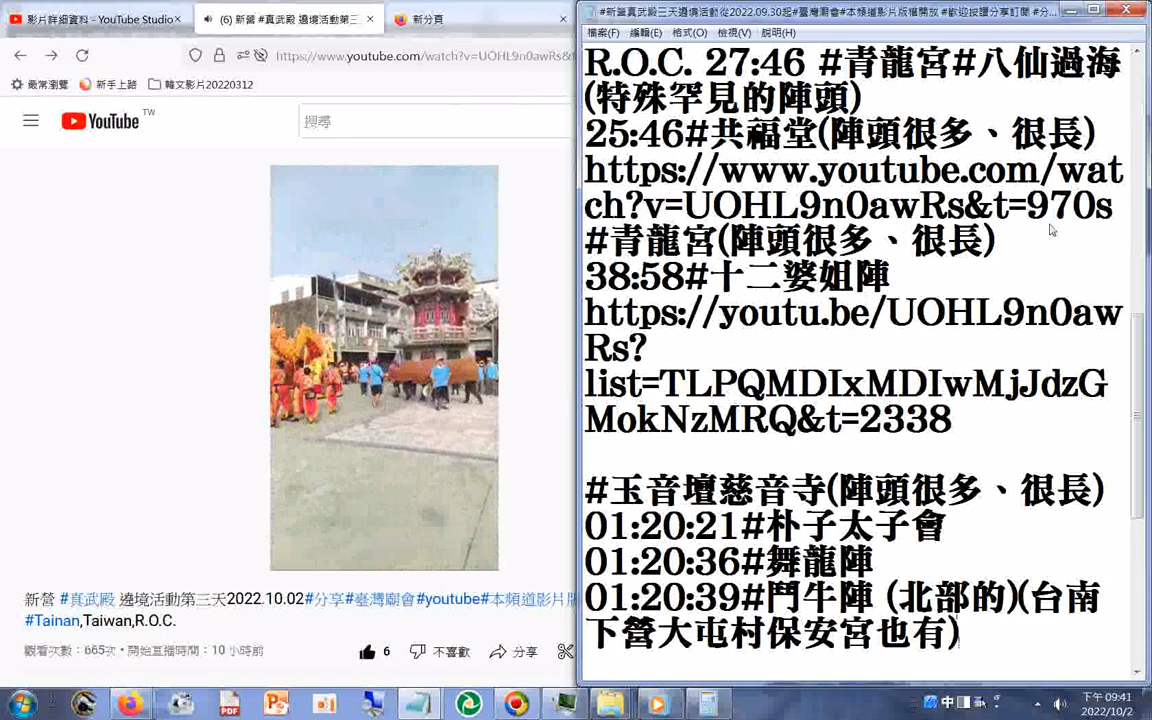 影片詳細資料 - YouTube Studio
(6) 新營 #真武殿 遶境活動第三
新分頁
https://www.youtube.com/watch?v=UOHL9n0awRs&
最常瀏覽
新手上路
韓文影片20220312
YouTube
TW
搜尋
新營 #真武殿 遶境活動第三天2022.10.02#分享#臺灣廟會#youtube#本頻道影片版
#Tainan,Taiwan,R.O.C.
觀看次數：665次 • 開始直播時間：10 小時前
6
不喜歡
分享
#新營真武殿三天遶境活動從2022.09.30起#臺灣廟會#本頻道影片版權開放 #歡迎按讚分享訂閱 #分...
檔案(F)
編輯(E)
格式(O)
檢視(V)
說明(H)
R.O.C. 27:46 #青龍宮#八仙過海
(特殊罕見的陣頭)
25:46#共福堂(陣頭很多、很長)
https://www.youtube.com/wat
ch?v=UOHL9n0awRs&t=970s
#青龍宮(陣頭很多、很長)
38:58#十二婆姐陣
https://youtu.be/UOHL9n0aw
Rs?
list=TLPQMDIxMDIwMjJdzG
MokNzMRQ&t=2338
#玉音壇慈音寺(陣頭很多、很長)
01:20:21#朴子太子會
01:20:36#舞龍陣
01:20:39#鬥牛陣 (北部的)(台南
下營大屯村保安宮也有)
中
下午 09:41
2022/10/2